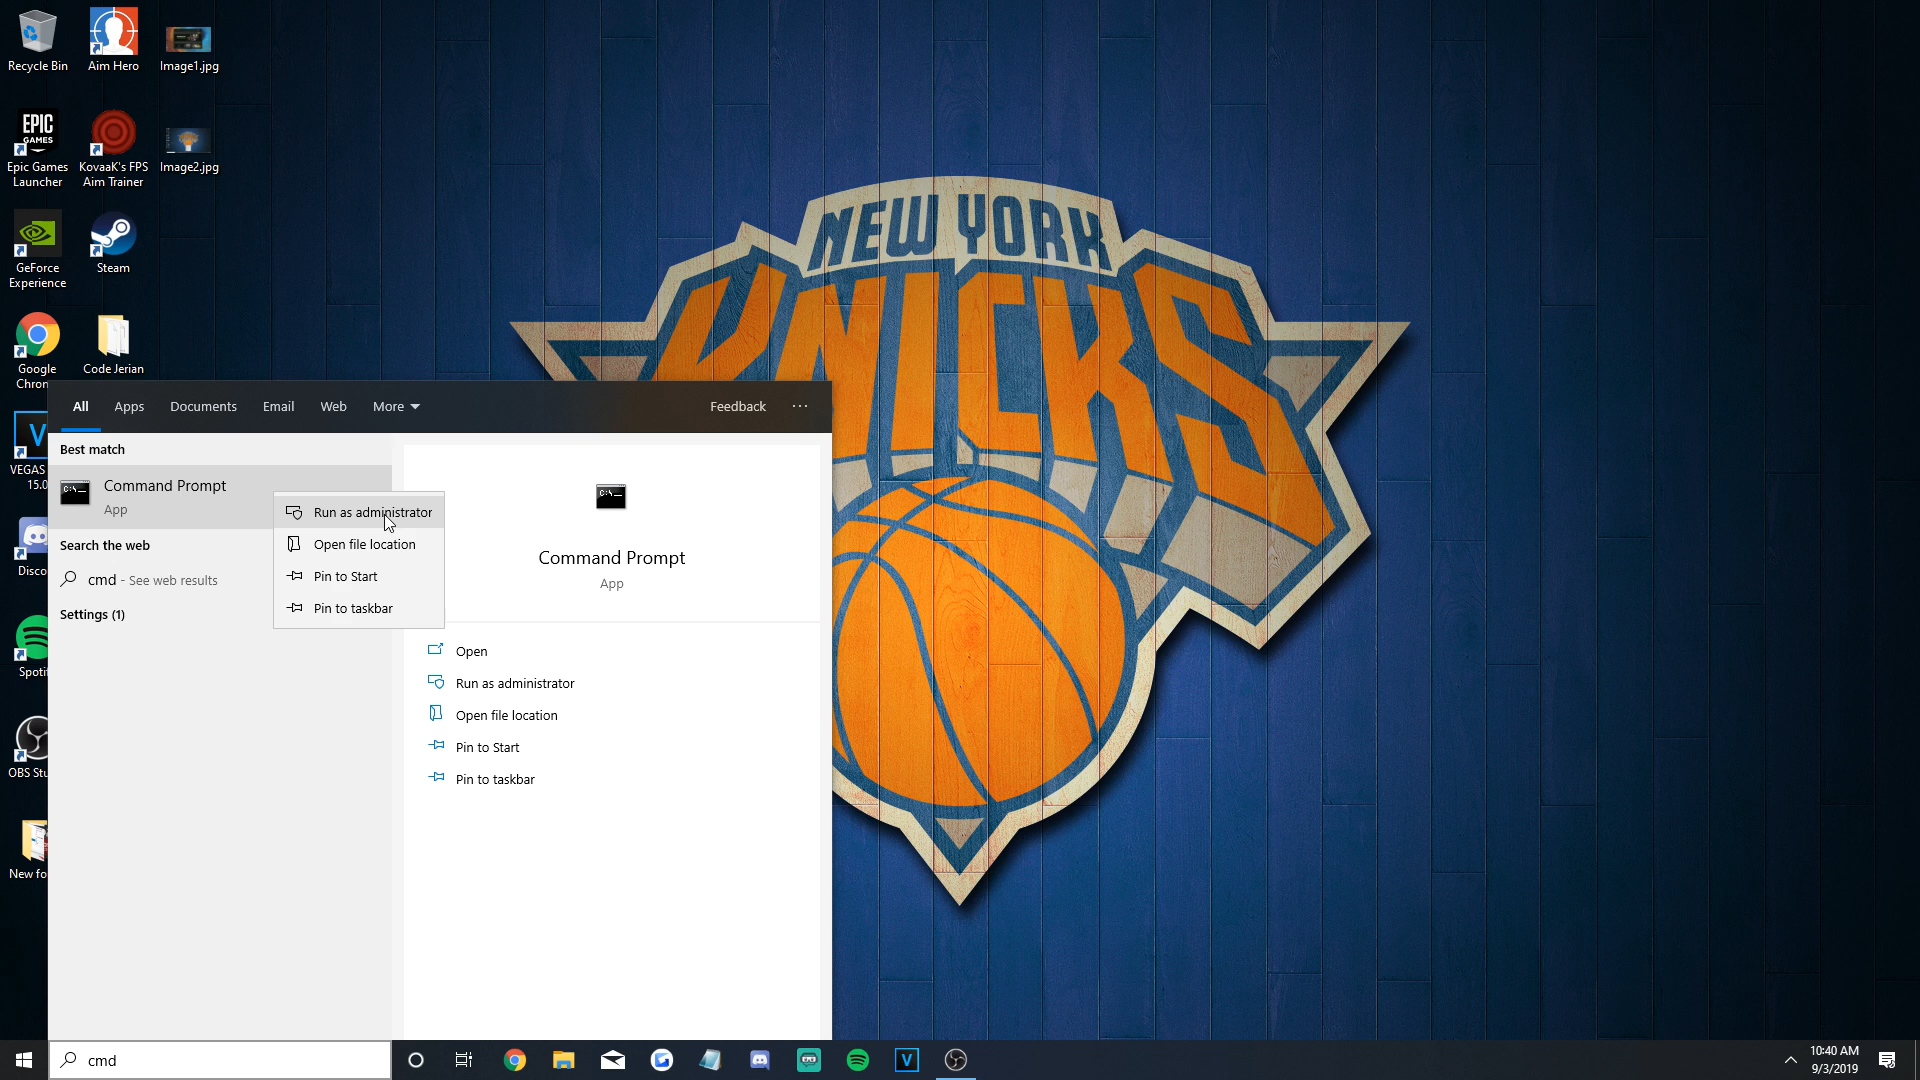 Recycle Bin
Aim Hero
Image1.jpg
EPIC
GAMES
Epic Games
Launcher
KovaaK's FPS
Aim Trainer
Image2.jpg
GeForce
Experience
Steam
Google
Chrom
Code Jerian
V
VEGAS
15.0
Disco
Spotif
OBS Stu
New fo
NEW YORK
KNICKS
All
Apps
Documents
Email
Web
More
Feedback
...
Best match
Command Prompt
App
Search the web
cmd - See web results
Settings (1)
Run as administrator
Open file location
Pin to Start
Pin to taskbar
C:\_
Command Prompt
App
Open
Run as administrator
Open file location
Pin to Start
Pin to taskbar
cmd
V
10:40 AM
9/3/2019